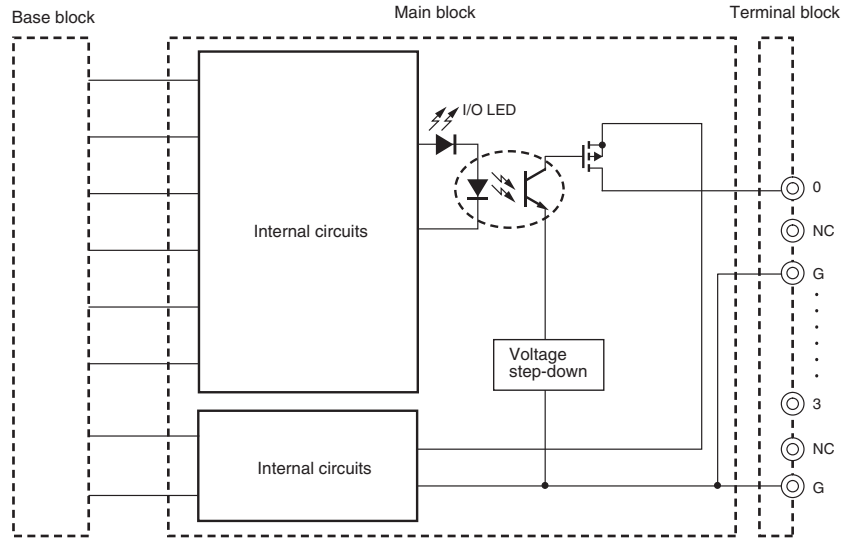 Base block
Main block
Terminal block
I/O LED
0
Internal circuits
NC
G
Voltage
step-down
3
NC
Internal circuits
G